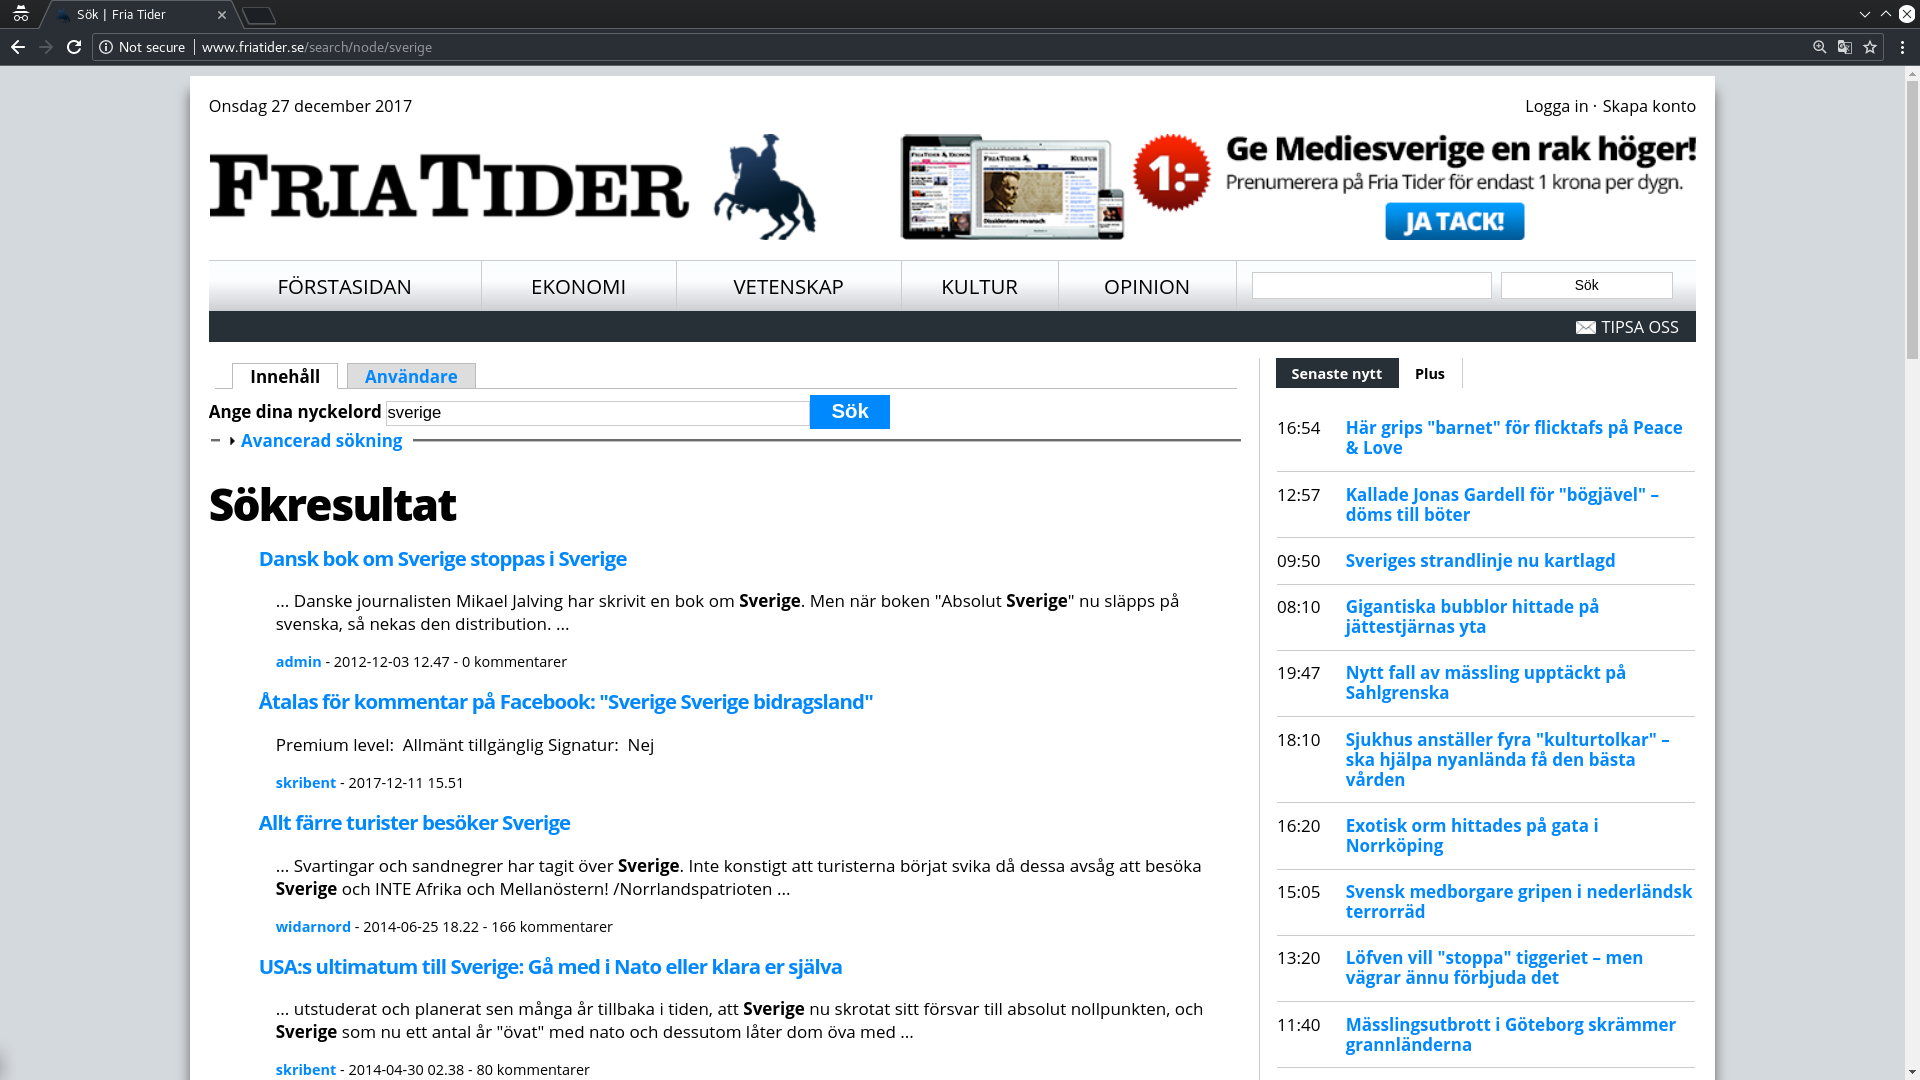 Sök | Fria Tider
Not secure | www.friatider.se/search/node/sverige
Onsdag 27 december 2017
Logga in · Skapa konto
FRIA TIDER
1:-
Ge Mediesverige en rak höger!
Prenumerera på Fria Tider för endast 1 krona per dygn.
JA TACK!
FÖRSTASIDAN
EKONOMI
VETENSKAP
KULTUR
OPINION
Sök
TIPSA OSS
Innehåll
Användare
Ange dina nyckelord sverige Sök
Avancerad sökning
Sökresultat
Dansk bok om Sverige stoppas i Sverige
... Danske journalisten Mikael Jalving har skrivit en bok om Sverige. Men när boken "Absolut Sverige" nu släpps på
svenska, så nekas den distribution. ...
admin - 2012-12-03 12.47 - 0 kommentarer
Åtalas för kommentar på Facebook: "Sverige Sverige bidragsland"
Premium level:  Allmänt tillgänglig Signatur:  Nej
skribent - 2017-12-11 15.51
Allt färre turister besöker Sverige
... Svartingar och sandnegrer har tagit över Sverige. Inte konstigt att turisterna börjat svika då dessa avsåg att besöka
Sverige och INTE Afrika och Mellanöstern! /Norrlandspatrioten ...
widarnord - 2014-06-25 18.22 - 166 kommentarer
USA:s ultimatum till Sverige: Gå med i Nato eller klara er själva
... utstuderat och planerat sen många år tillbaka i tiden, att Sverige nu skrotat sitt försvar till absolut nollpunkten, och
Sverige som nu ett antal år "övat" med nato och dessutom låter dom öva med ...
skribent - 2014-04-30 02.38 - 80 kommentarer
Senaste nytt
Plus
16:54 Här grips "barnet" för flicktafs på Peace
& Love
12:57 Kallade Jonas Gardell för "bögjävel" –
döms till böter
09:50 Sveriges strandlinje nu kartlagd
08:10 Gigantiska bubblor hittade på
jättestjärnas yta
19:47 Nytt fall av mässling upptäckt på
Sahlgrenska
18:10 Sjukhus anställer fyra "kulturtolkar" –
ska hjälpa nyanlända få den bästa
vården
16:20 Exotisk orm hittades på gata i
Norrköping
15:05 Svensk medborgare gripen i nederländsk
terrorräd
13:20 Löfven vill "stoppa" tiggeriet – men
vägrar ännu förbjuda det
11:40 Mässlingsutbrott i Göteborg skrämmer
grannländerna